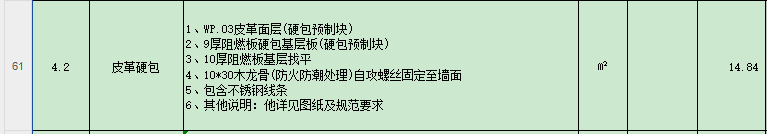 1、WP.03皮革面层(硬包预制块)
2、9厚阻燃板硬包基层板(硬包预制块)
3、10厚阻燃板基层找平
61 4.2 皮革硬包 4、10*30木龙骨(防火防潮处理)自攻螺丝固定至墙面 m² 14.84
5、包含不锈钢线条
6、其他说明：他详见图纸及规范要求